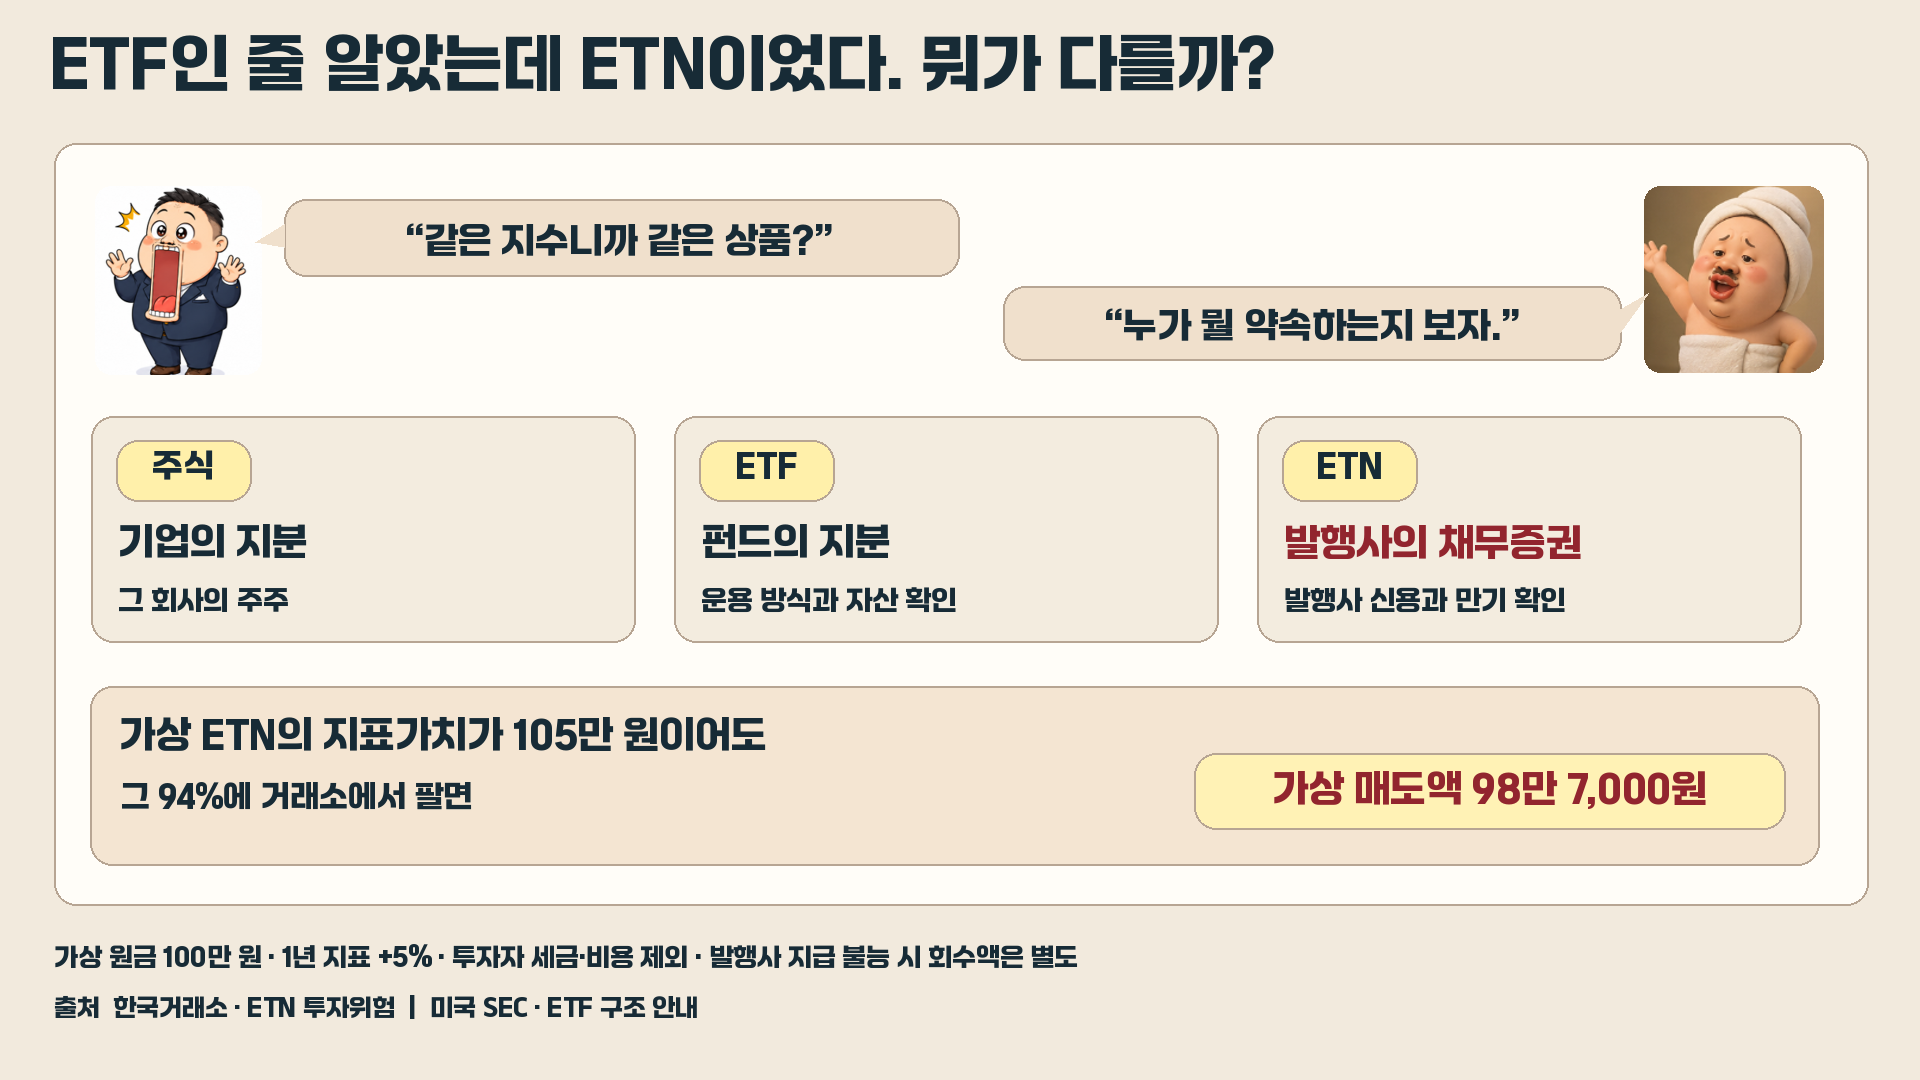 ETF인 줄 알았는데 ETN이었다. 뭐가 다를까?
“같은 지수니까 같은 상품?”
“누가 뭘 약속하는지 보자.”
주식
기업의 지분
그 회사의 주주
ETF
펀드의 지분
운용 방식과 자산 확인
ETN
발행사의 채무증권
발행사 신용과 만기 확인
가상 ETN의 지표가치가 105만 원이어도
그 94%에 거래소에서 팔면
가상 매도액 98만 7,000원
가상 원금 100만 원 · 1년 지표 +5% · 투자자 세금·비용 제외 · 발행사 지급 불능 시 회수액은 별도
출처 한국거래소 · ETN 투자위험 | 미국 SEC · ETF 구조 안내